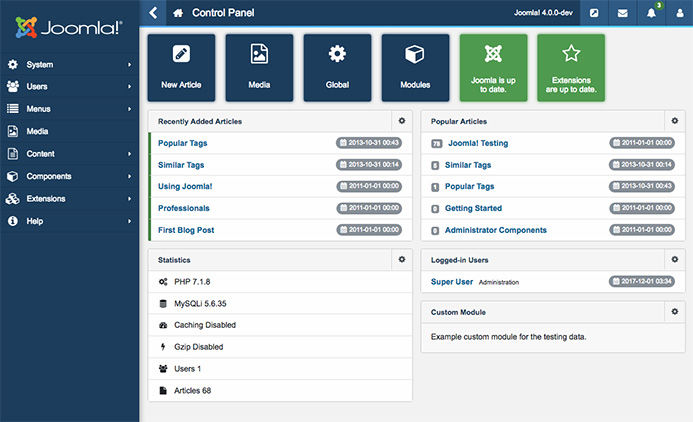 Joomla!®
Control Panel
Joomla! 4.0.0-dev
3
System
Users
Menus
Media
Content
Components
Extensions
Help
New Article
Media
Global
Modules
Joomla is up
to date.
Extensions
are up to date.
Recently Added Articles
Popular Tags 2013-10-31 00:43
Similar Tags 2013-10-31 00:14
Using Joomla! 2011-01-01 00:00
Professionals 2011-01-01 00:00
First Blog Post 2011-01-01 00:00
Popular Articles
78 Joomla! Testing 2011-01-01 00:00
5 Similar Tags 2013-10-31 00:14
1 Popular Tags 2013-10-31 00:43
0 Getting Started 2011-01-01 00:00
0 Administrator Components 2011-01-01 00:00
Statistics
PHP 7.1.8
MySQLi 5.6.35
Caching Disabled
Gzip Disabled
Users 1
Articles 68
Logged-in Users
Super User Administration 2017-12-01 03:34
Custom Module
Example custom module for the testing data.